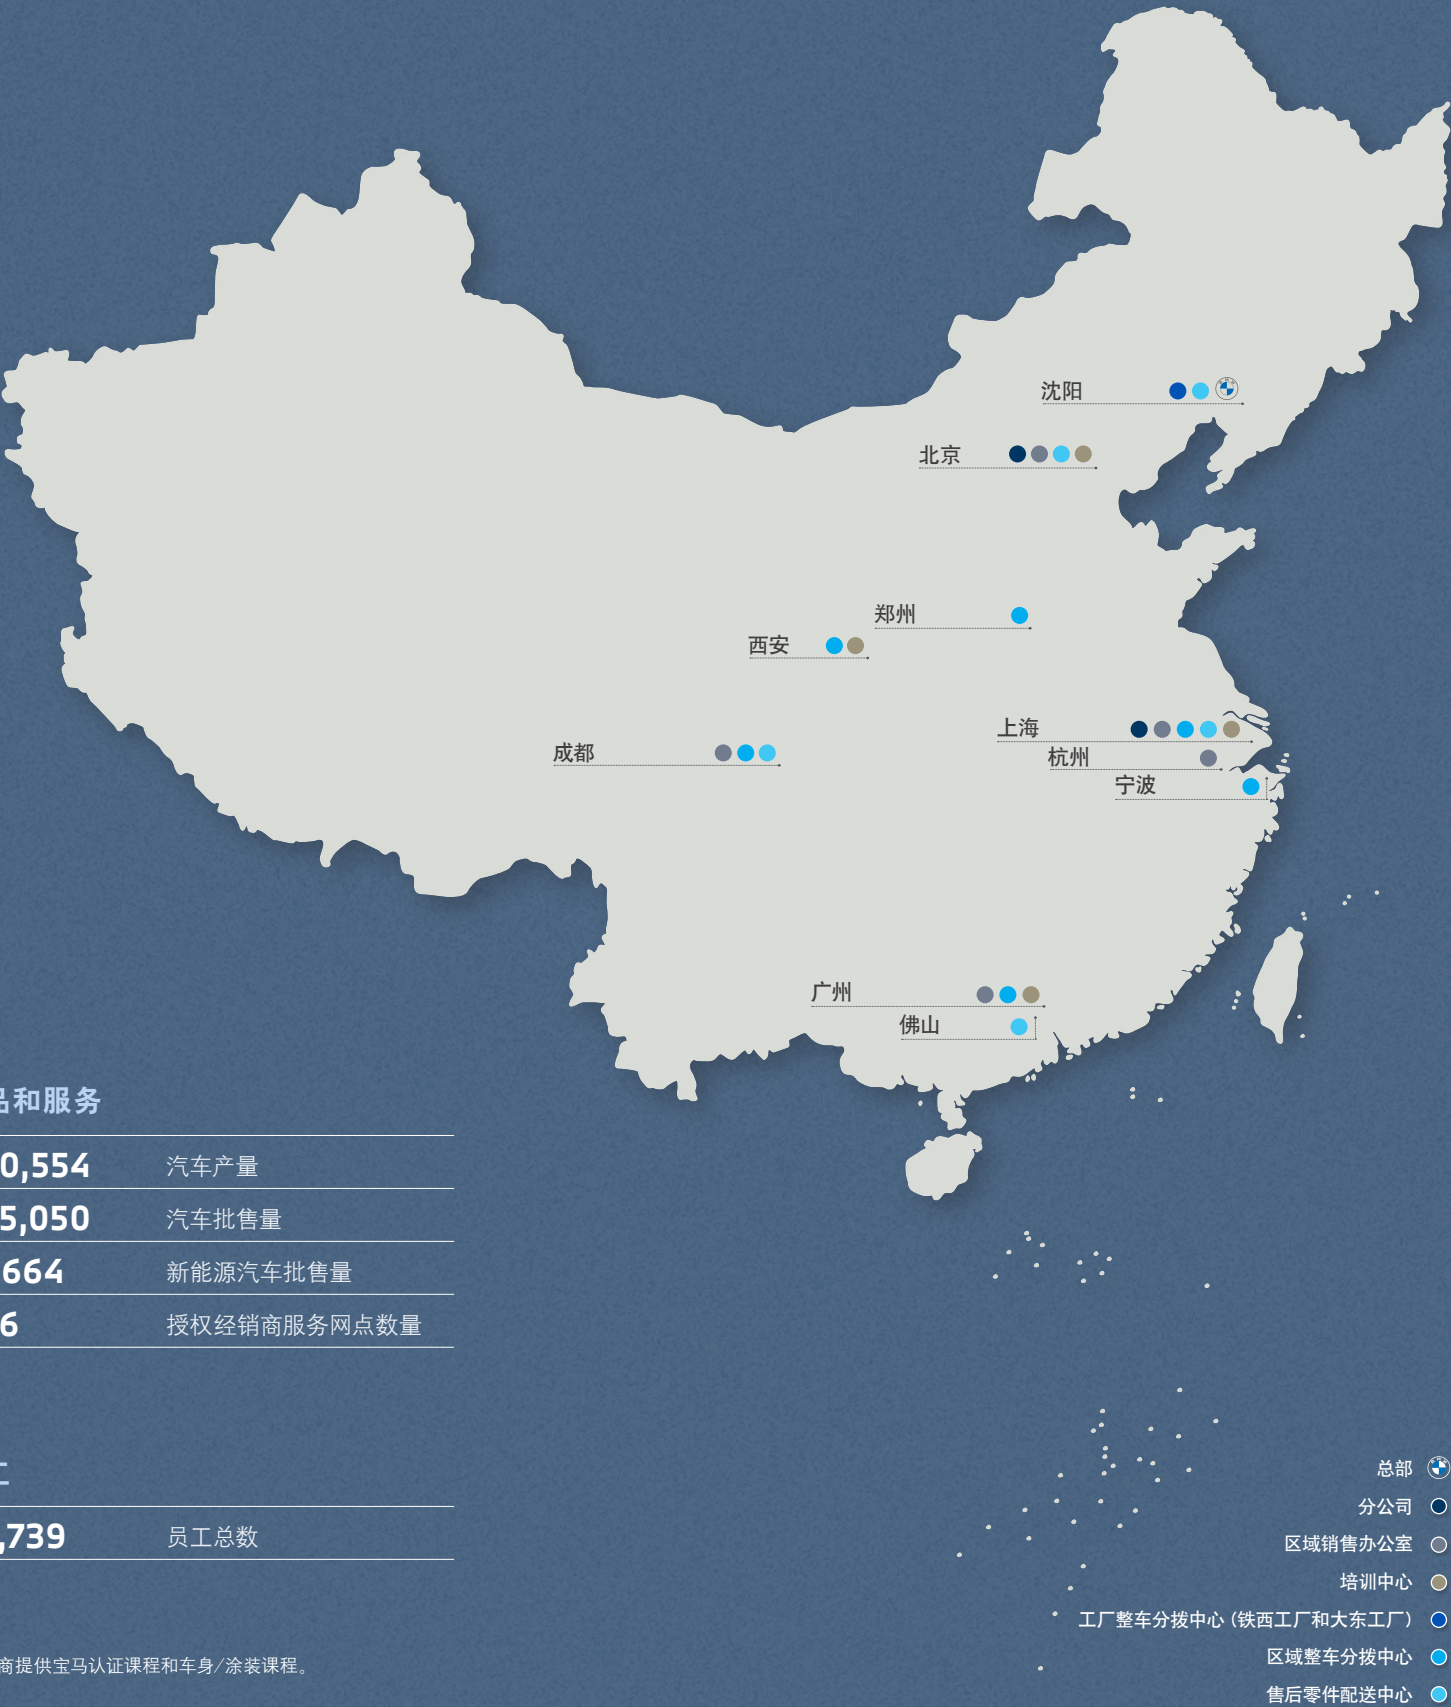 沈阳
北京
郑州
西安
上海
成都
杭州
宁波
广州
佛山
品和服务
0,554 汽车产量
5,050 汽车批售量
664 新能源汽车批售量
6 授权经销商服务网点数量
,739 员工总数
商提供宝马认证课程和车身/涂装课程。
总部
分公司
区域销售办公室
培训中心
工厂整车分拨中心 (铁西工厂和大东工厂)
区域整车分拨中心
售后零件配送中心